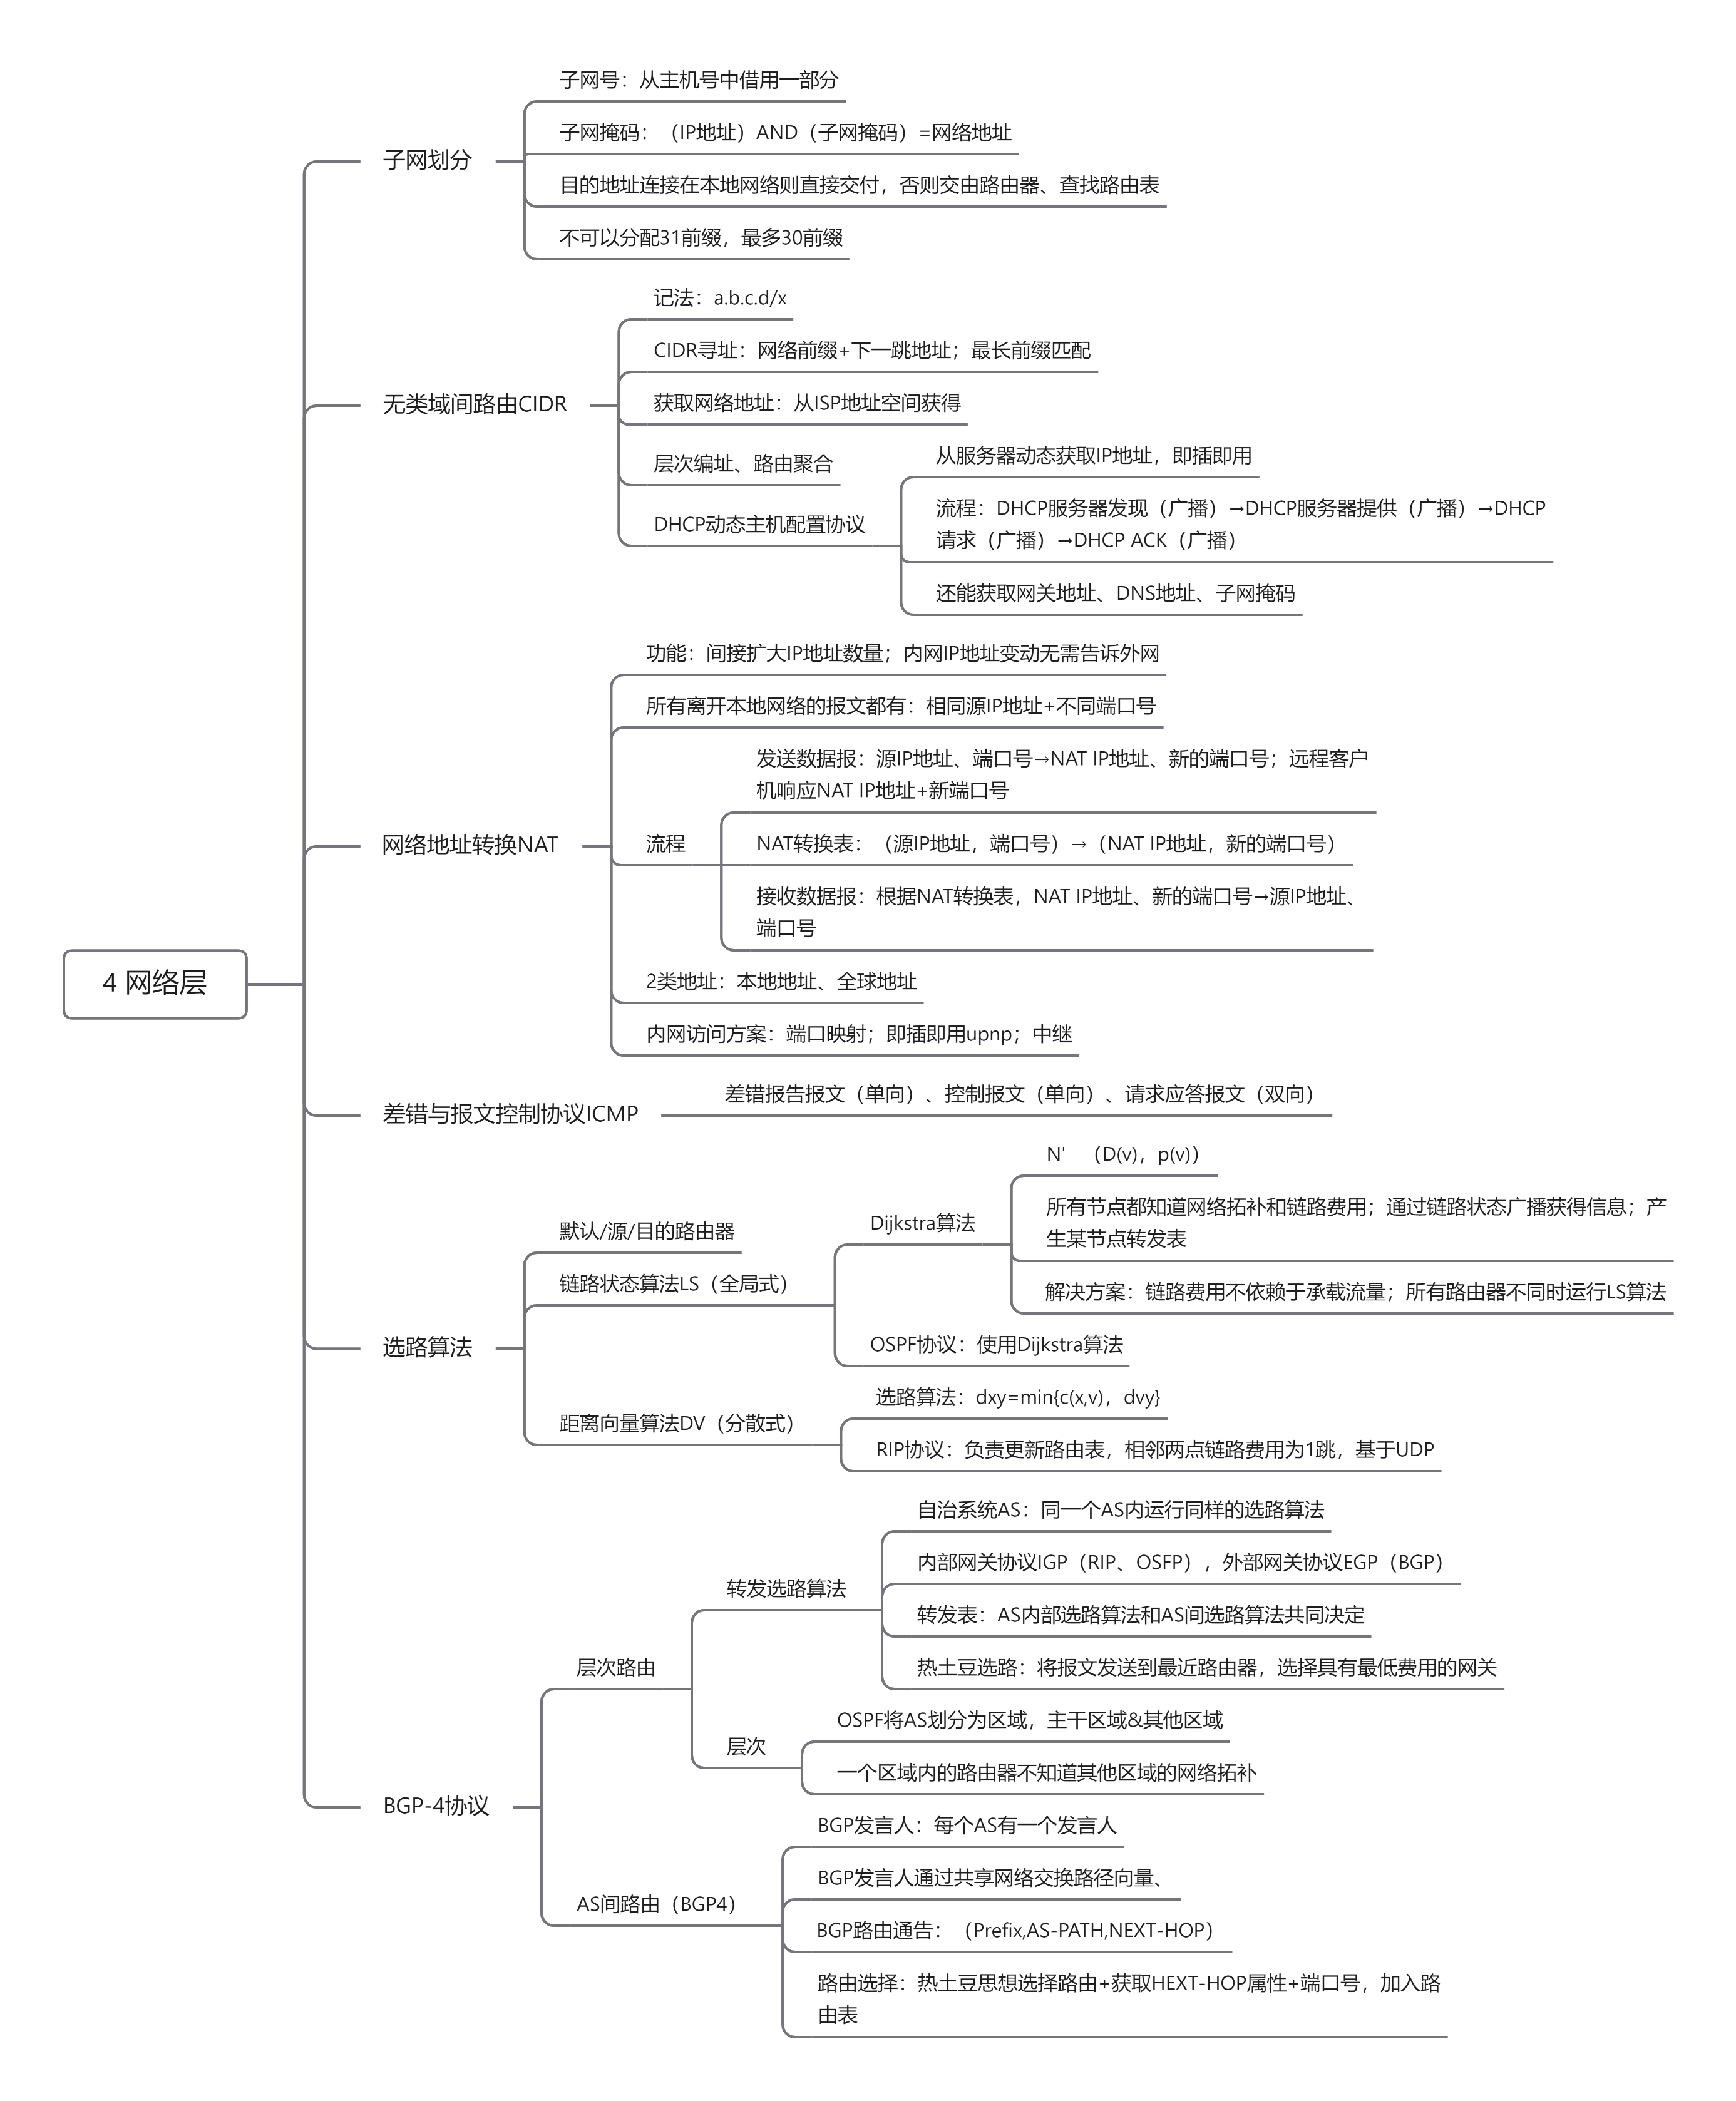 子网号：从主机号中借用一部分
子网掩码：（IP地址）AND（子网掩码）=网络地址
子网划分
目的地址连接在本地网络则直接交付，否则交由路由器、查找路由表
不可以分配31前缀，最多30前缀
记法：a.b.c.d/x
CIDR寻址：网络前缀+下一跳地址；最长前缀匹配
无类域间路由CIDR
获取网络地址：从ISP地址空间获得
层次编址、路由聚合
从服务器动态获取IP地址，即插即用
流程：DHCP服务器发现（广播）→DHCP服务器提供（广播）→DHCP
请求（广播）→DHCP ACK（广播）
DHCP动态主机配置协议
还能获取网关地址、DNS地址、子网掩码
功能：间接扩大IP地址数量；内网IP地址变动无需告诉外网
所有离开本地网络的报文都有：相同源IP地址+不同端口号
发送数据报：源IP地址、端口号→NAT IP地址、新的端口号；远程客户
机响应NAT IP地址+新端口号
网络地址转换NAT
流程
NAT转换表：（源IP地址，端口号）→（NAT IP地址，新的端口号）
接收数据报：根据NAT转换表，NAT IP地址、新的端口号→源IP地址、
端口号
4 网络层
2类地址：本地地址、全球地址
内网访问方案：端口映射；即插即用upnp；中继
差错与报文控制协议ICMP
差错报告报文（单向）、控制报文（单向）、请求应答报文（双向）
N' （D(v)，p(v)）
所有节点都知道网络拓补和链路费用；通过链路状态广播获得信息；产
生某节点转发表
Dijkstra算法
默认/源/目的路由器
链路状态算法LS（全局式）
解决方案：链路费用不依赖于承载流量；所有路由器不同时运行LS算法
选路算法
OSPF协议：使用Dijkstra算法
选路算法：dxy=min{c(x,v)，dvy}
距离向量算法DV（分散式）
RIP协议：负责更新路由表，相邻两点链路费用为1跳，基于UDP
自治系统AS：同一个AS内运行同样的选路算法
内部网关协议IGP（RIP、OSFP），外部网关协议EGP（BGP）
转发选路算法
转发表：AS内部选路算法和AS间选路算法共同决定
层次路由
热土豆选路：将报文发送到最近路由器，选择具有最低费用的网关
OSPF将AS划分为区域，主干区域&其他区域
层次
一个区域内的路由器不知道其他区域的网络拓补
BGP-4协议
BGP发言人：每个AS有一个发言人
BGP发言人通过共享网络交换路径向量、
AS间路由（BGP4）
BGP路由通告：（Prefix,AS-PATH,NEXT-HOP）
路由选择：热土豆思想选择路由+获取HEXT-HOP属性+端口号，加入路
由表